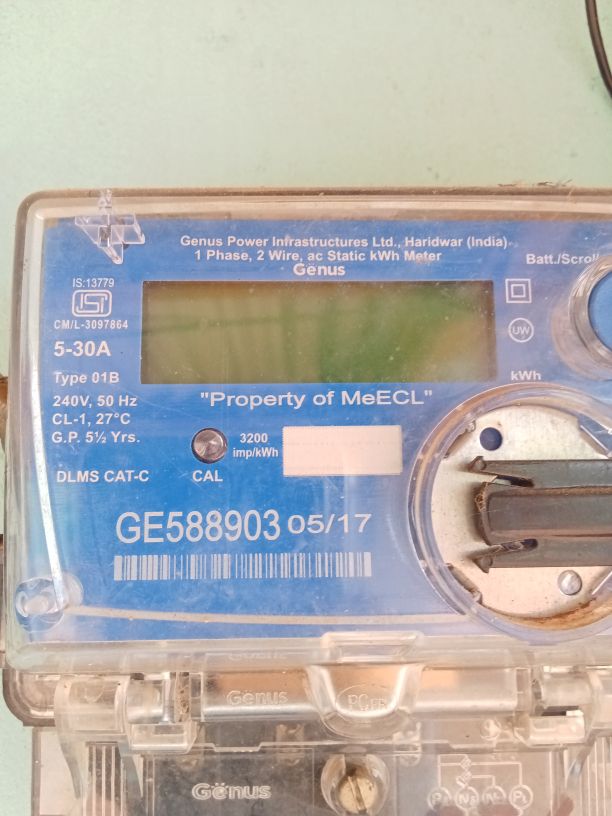 Genus Power Infrastructures Ltd., Haridwar (India)
1 Phase, 2 Wire, ac Static kWh Meter
Genus
Batt./Scroll
IS:13779
ISI
CM/L-3097864
5-30A
Type 01B
240V, 50 Hz
CL-1, 27°C
G.P. 5½ Yrs.
DLMS CAT-C
UW
kWh
"Property of MeECL"
3200
imp/kWh
CAL
GE588903 05/17
Genus
Genus